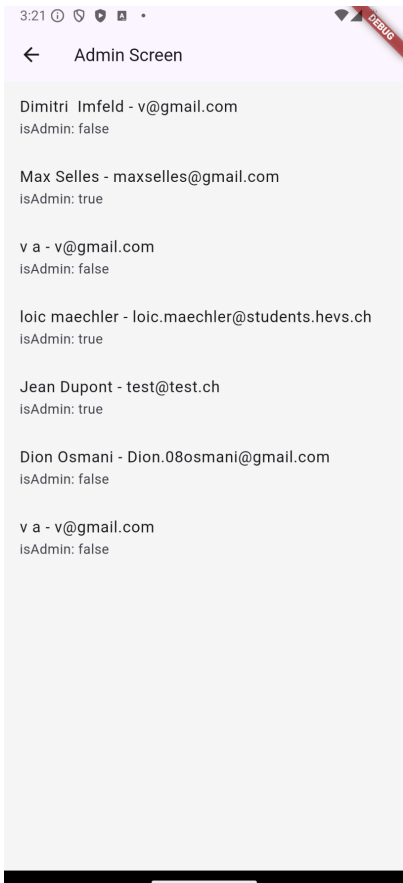 3:21
DEBUG
Admin Screen
Dimitri  Imfeld - v@gmail.com
isAdmin: false
Max Selles - maxselles@gmail.com
isAdmin: true
v a - v@gmail.com
isAdmin: false
loic maechler - loic.maechler@students.hevs.ch
isAdmin: true
Jean Dupont - test@test.ch
isAdmin: true
Dion Osmani - Dion.08osmani@gmail.com
isAdmin: false
v a - v@gmail.com
isAdmin: false